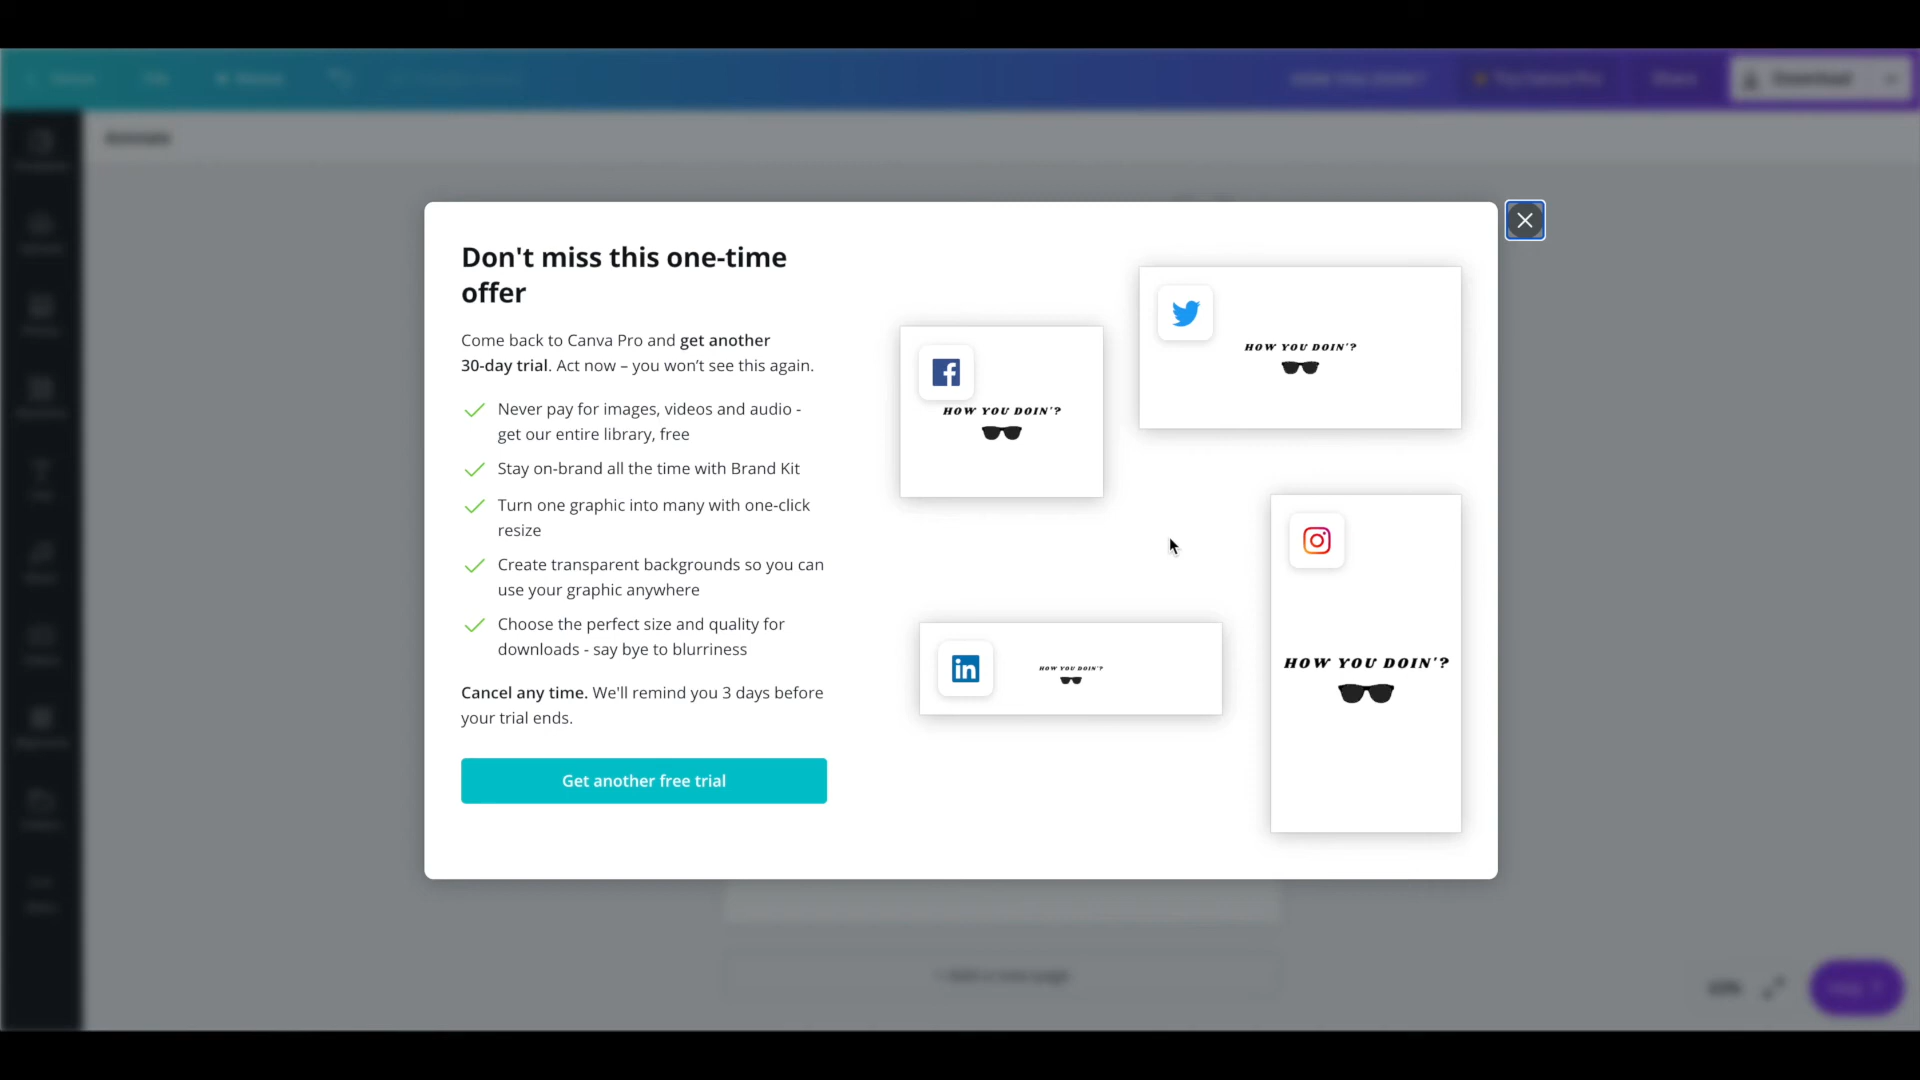 Animate
Don't miss this one-time
offer
Come back to Canva Pro and get another
30-day trial. Act now – you won't see this again.
Never pay for images, videos and audio -
get our entire library, free
Stay on-brand all the time with Brand Kit
Turn one graphic into many with one-click
resize
Create transparent backgrounds so you can
use your graphic anywhere
Choose the perfect size and quality for
downloads - say bye to blurriness
Cancel any time. We'll remind you 3 days before
your trial ends.
Get another free trial
HOW YOU DOIN'?
HOW YOU DOIN'?
in
HOW YOU DOIN'?
HOW YOU DOIN'?